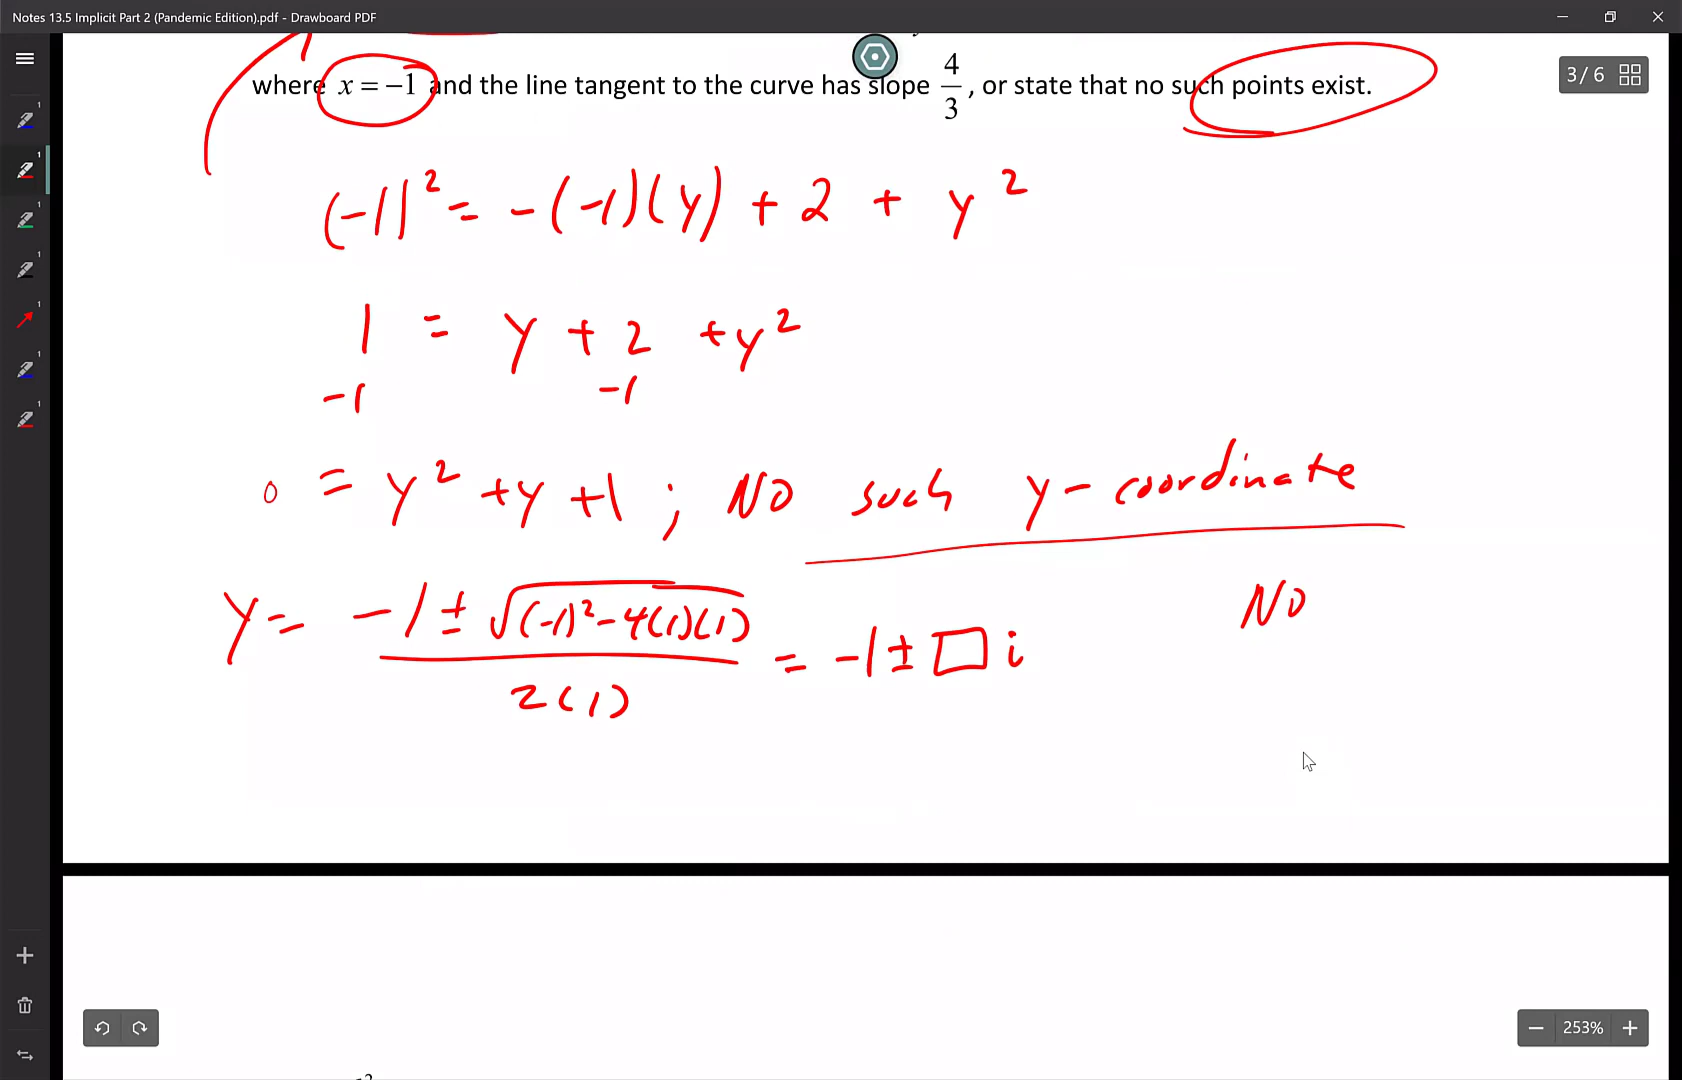 Notes 13.5 Implicit Part 2 (Pandemic Edition).pdf - Drawboard PDF
where x = −1 and the line tangent to the curve has slope 4/3, or state that no such points exist.
3/6
(-1)² = -(-1)(y) + 2 + y²
1 = y + 2 + y²
-1 -1
0 = y² + y + 1 ; NO such y-coordinate
y = (-1 ± √((-1)² - 4(1)(1))) / 2(1) = -1 ± □ i
NO
253%